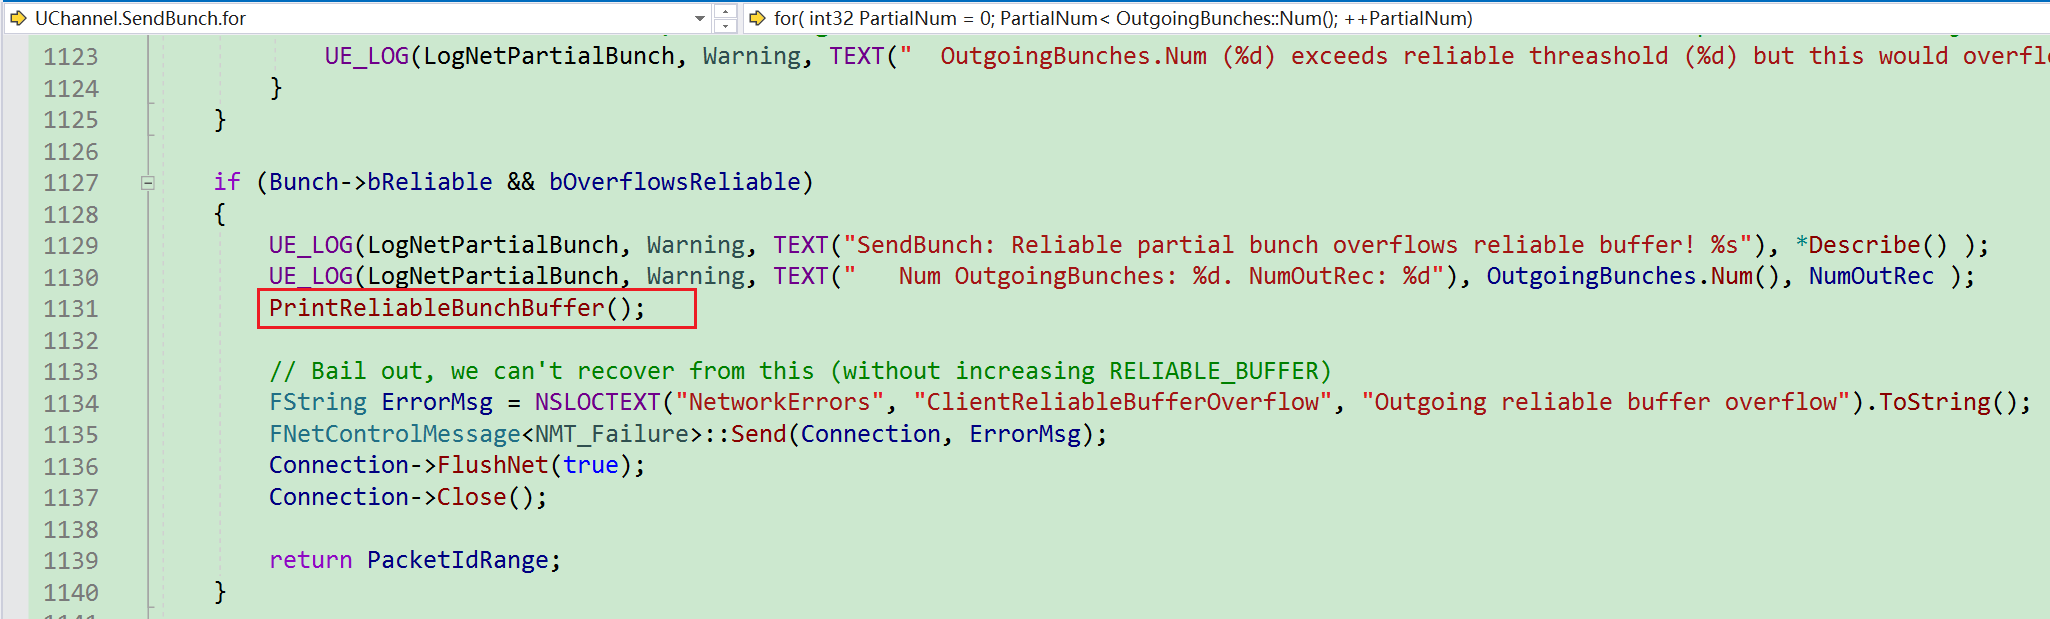 UChannel.SendBunch.for
for( int32 PartialNum = 0; PartialNum< OutgoingBunches::Num(); ++PartialNum)
1123 UE_LOG(LogNetPartialBunch, Warning, TEXT("  OutgoingBunches.Num (%d) exceeds reliable threashold (%d) but this would overfl
1124 }
1125 }
1126
1127 if (Bunch->bReliable && bOverflowsReliable)
1128 {
1129 UE_LOG(LogNetPartialBunch, Warning, TEXT("SendBunch: Reliable partial bunch overflows reliable buffer! %s"), *Describe() );
1130 UE_LOG(LogNetPartialBunch, Warning, TEXT("   Num OutgoingBunches: %d. NumOutRec: %d"), OutgoingBunches.Num(), NumOutRec );
1131 PrintReliableBunchBuffer();
1132
1133 // Bail out, we can't recover from this (without increasing RELIABLE_BUFFER)
1134 FString ErrorMsg = NSLOCTEXT("NetworkErrors", "ClientReliableBufferOverflow", "Outgoing reliable buffer overflow").ToString();
1135 FNetControlMessage<NMT_Failure>::Send(Connection, ErrorMsg);
1136 Connection->FlushNet(true);
1137 Connection->Close();
1138
1139 return PacketIdRange;
1140 }